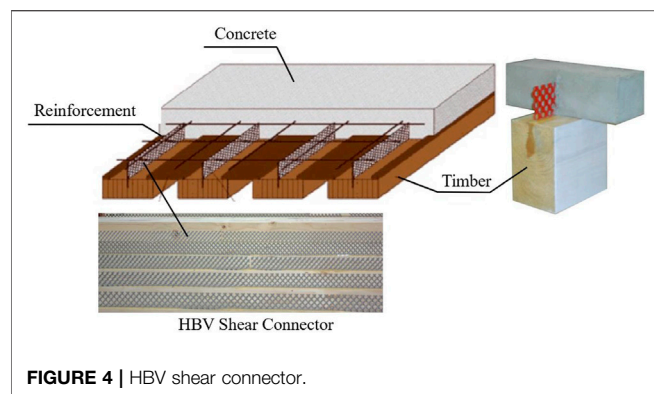 Concrete
Reinforcement
Timber
HBV Shear Connector
FIGURE 4 | HBV shear connector.